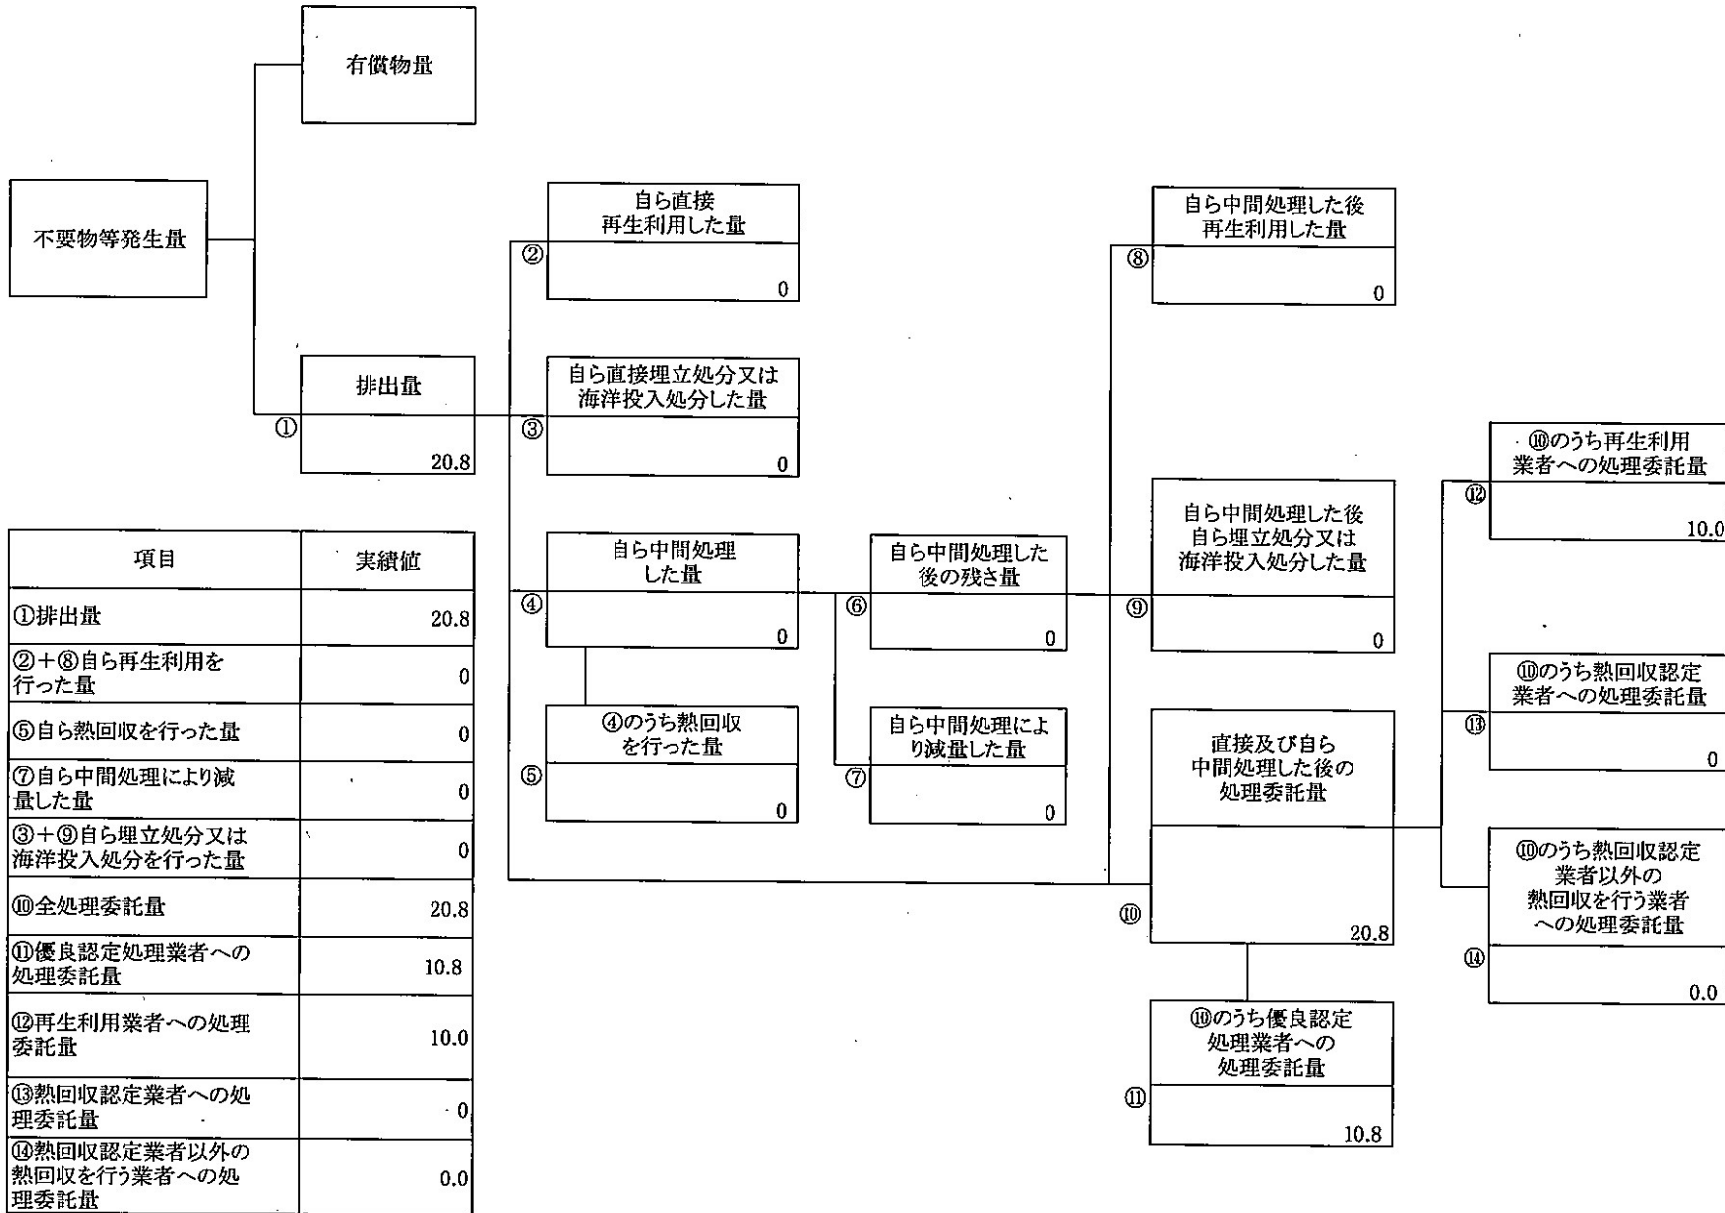 有償物量
不要物等発生量
排出量
①
20.8
自ら直接
再生利用した量
②
0
自ら直接埋立処分又は
海洋投入処分した量
③
0
自ら中間処理
した量
④
0
④のうち熱回収
を行った量
⑤
0
自ら中間処理した
後の残さ量
⑥
0
自ら中間処理によ
り減量した量
⑦
0
自ら中間処理した後
再生利用した量
⑧
0
自ら中間処理した後
自ら埋立処分又は
海洋投入処分した量
⑨
0
直接及び自ら
中間処理した後の
処理委託量
⑩
20.8
⑩のうち優良認定
処理業者への
処理委託量
⑪
10.8
⑩のうち再生利用
業者への処理委託量
⑫
10.0
⑩のうち熱回収認定
業者への処理委託量
⑬
0
⑩のうち熱回収認定
業者以外の
熱回収を行う業者
への処理委託量
⑭
0.0
項目 実績値
①排出量 20.8
②+⑧自ら再生利用を
行った量 0
⑤自ら熱回収を行った量 0
⑦自ら中間処理により減
量した量 0
③+⑨自ら埋立処分又は
海洋投入処分を行った量 0
⑩全処理委託量 20.8
⑪優良認定処理業者への
処理委託量 10.8
⑫再生利用業者への処理
委託量 10.0
⑬熱回収認定業者への処
理委託量 0
⑭熱回収認定業者以外の
熱回収を行う業者への処
理委託量 0.0